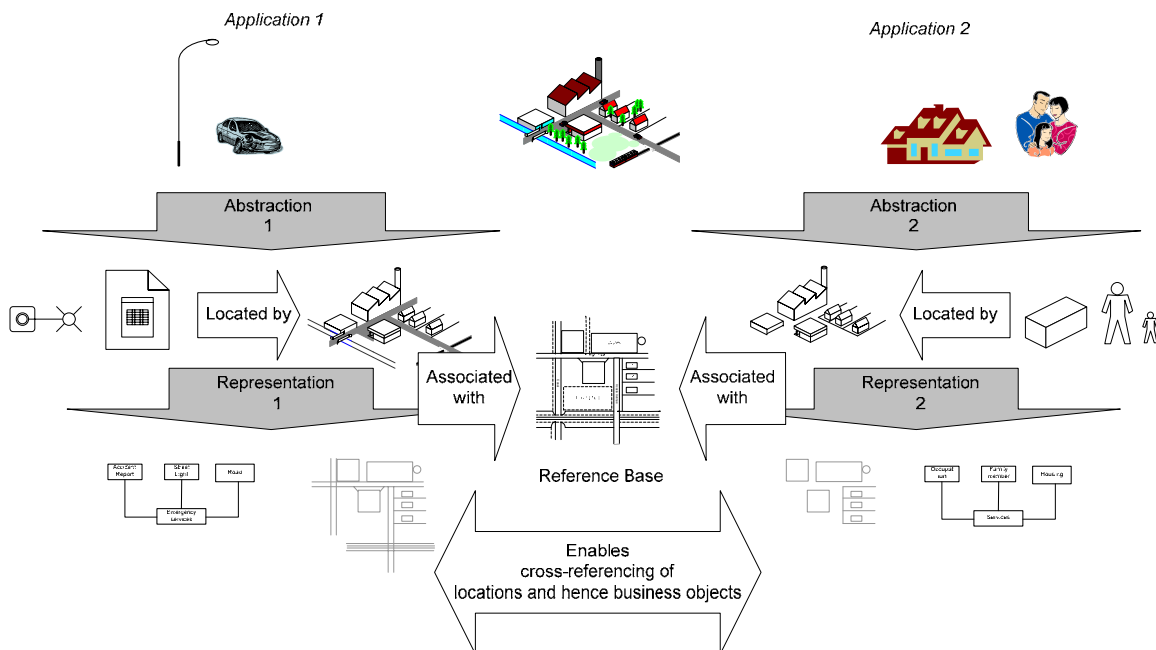 Application 1
Application 2
Abstraction
1
Abstraction
2
Located by
Located by
Associated
with
Associated
with
Representation
1
Representation
2
Reference Base
Accident
Report
Street
Light
Road
Emergency
services
Family
member
Housing
Services
Enables
cross-referencing of
locations and hence business objects